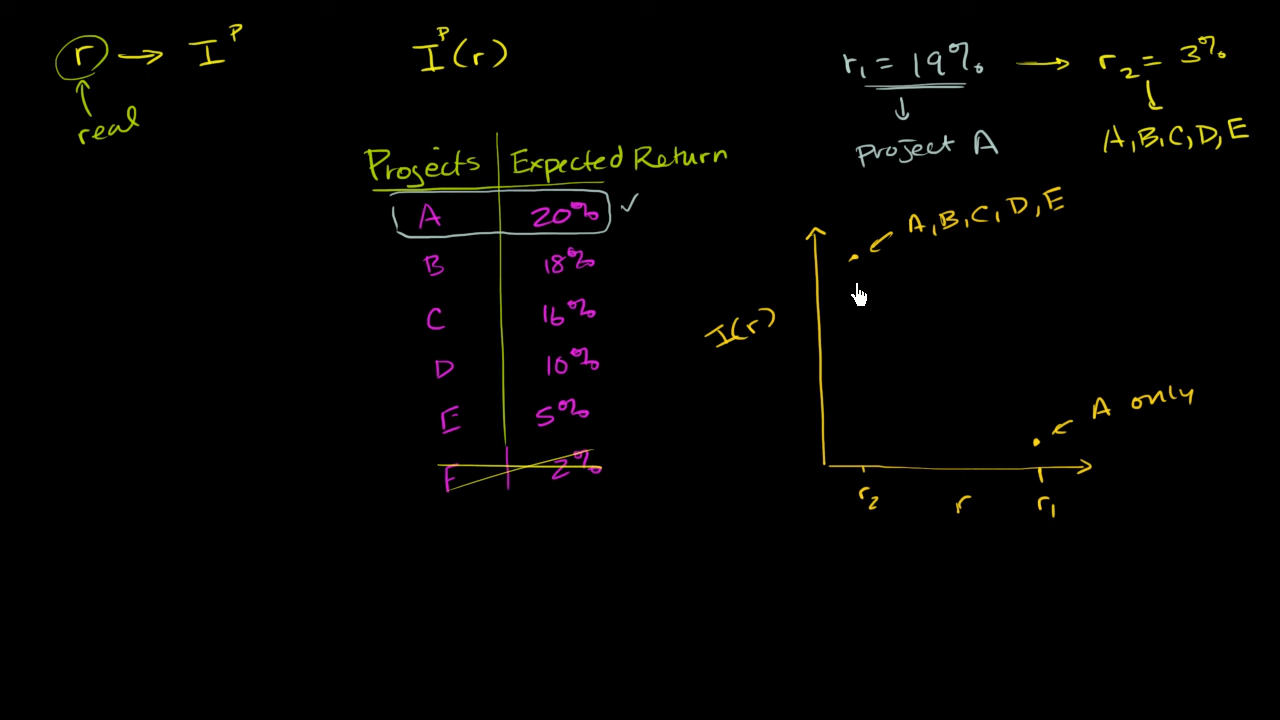 r → I^P
real
I^P(r)
r₁ = 19% → r₂ = 3%
Project A
A, B, C, D, E
Projects Expected Return
A 20% ✓
B 18%
C 16%
D 10%
E 5%
F 2%
A, B, C, D, E
I(r)
A only
r₂ r r₁